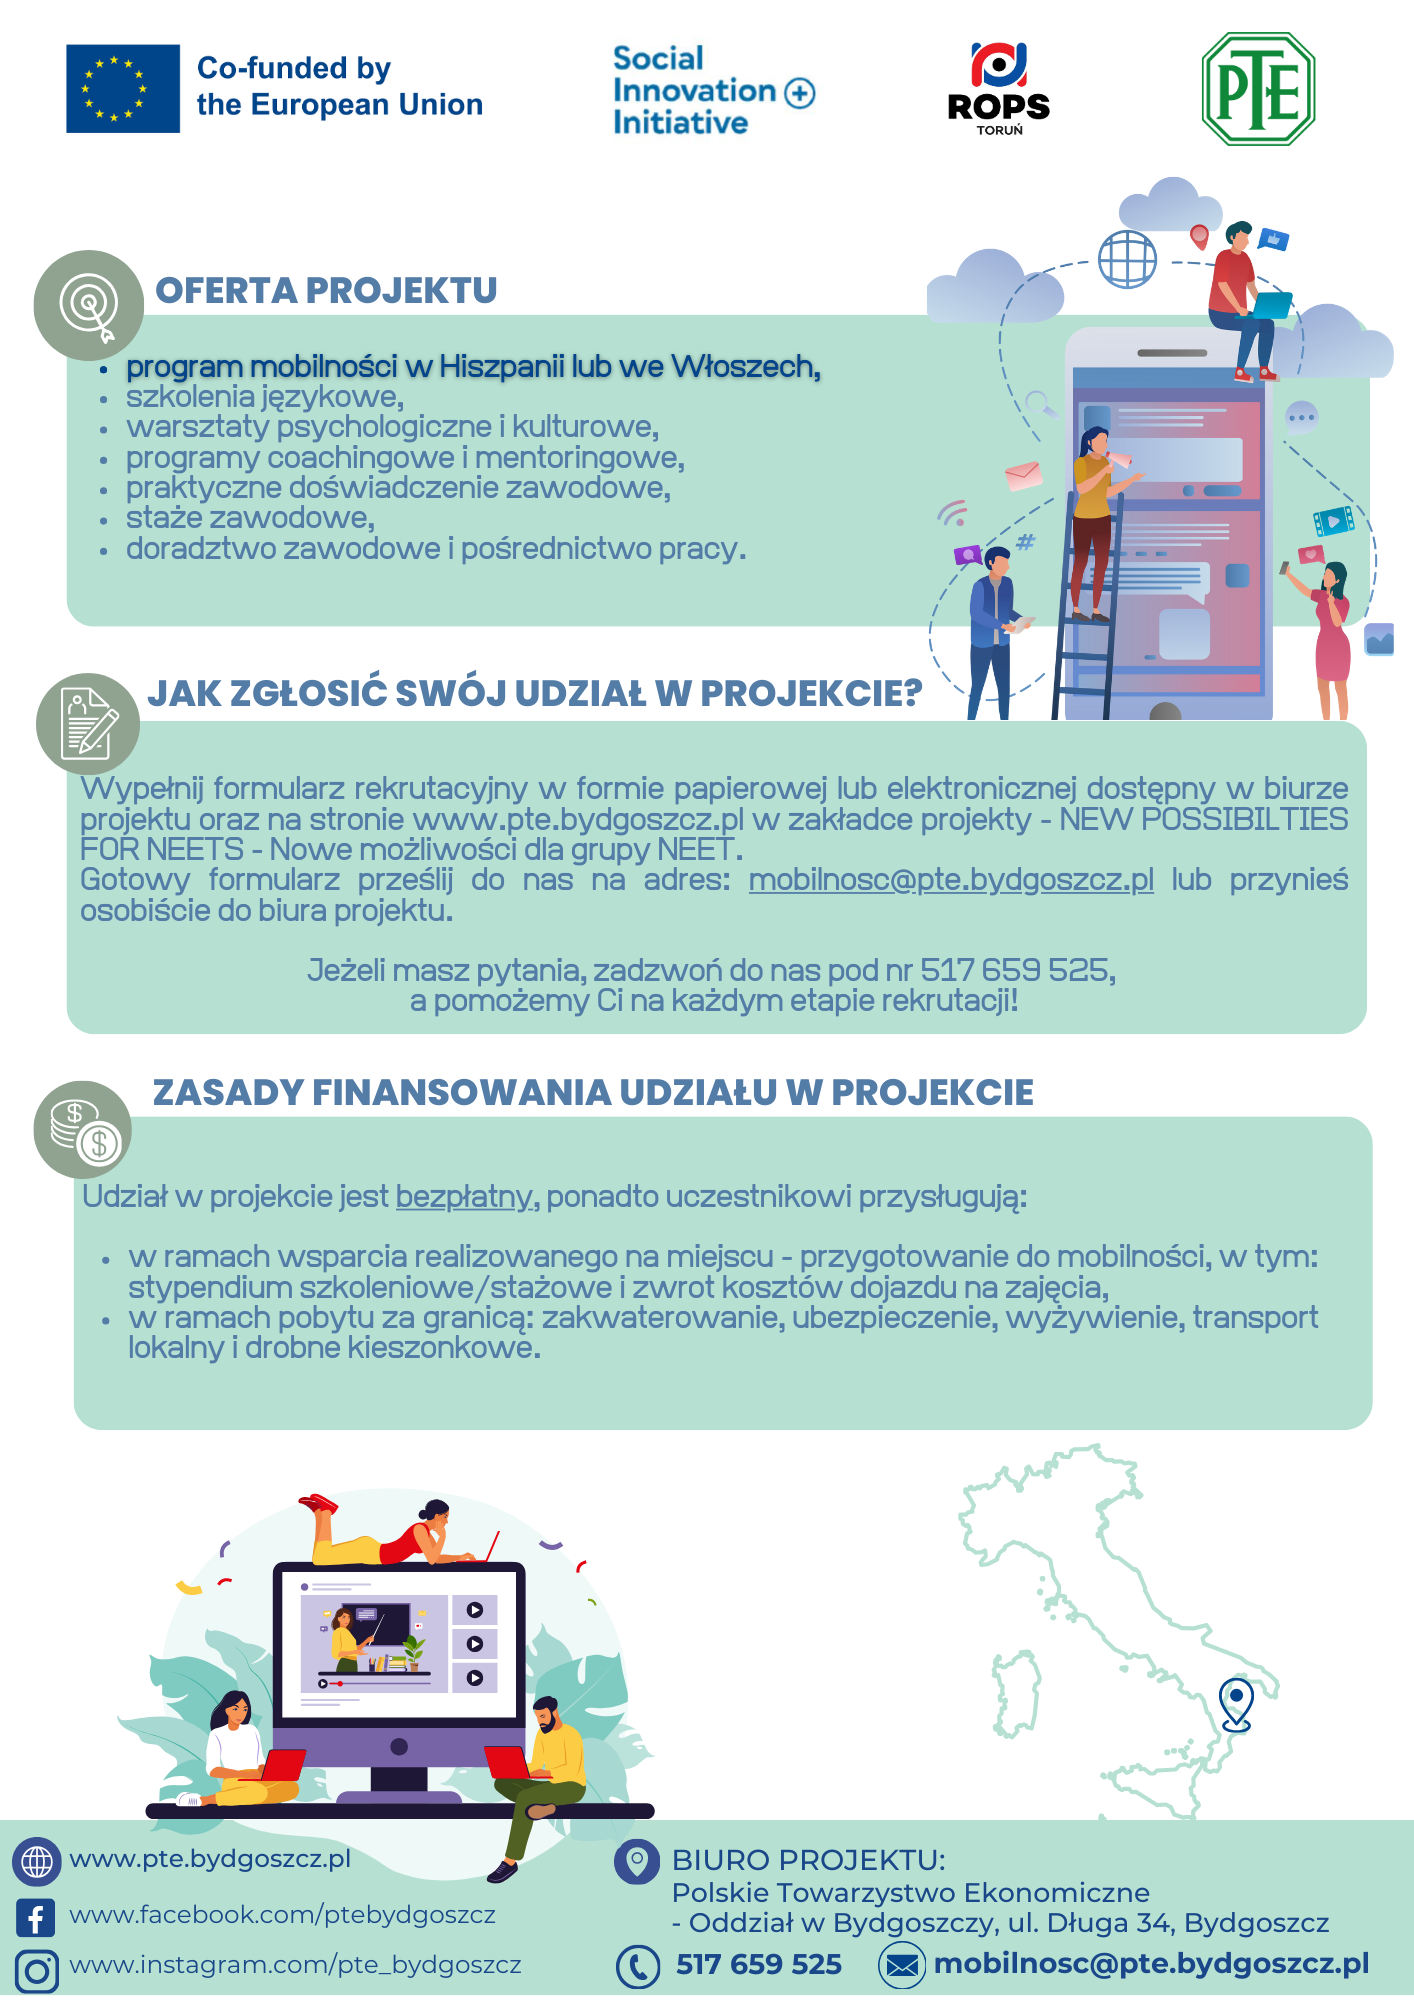 Co-funded by
the European Union
Social
Innovation +
Initiative
ROPS
TORUŃ
PTE
OFERTA PROJEKTU
• program mobilności w Hiszpanii lub we Włoszech,
• szkolenia językowe,
• warsztaty psychologiczne i kulturowe,
• programy coachingowe i mentoringowe,
• praktyczne doświadczenie zawodowe,
• staże zawodowe,
• doradztwo zawodowe i pośrednictwo pracy.
#
JAK ZGŁOSIĆ SWÓJ UDZIAŁ W PROJEKCIE?
Wypełnij formularz rekrutacyjny w formie papierowej lub elektronicznej dostępny w biurze
projektu oraz na stronie www.pte.bydgoszcz.pl w zakładce projekty - NEW POSSIBILTIES
FOR NEETS - Nowe możliwości dla grupy NEET.
Gotowy formularz prześlij do nas na adres: mobilnosc@pte.bydgoszcz.pl lub przynieś
osobiście do biura projektu.
Jeżeli masz pytania, zadzwoń do nas pod nr 517 659 525,
a pomożemy Ci na każdym etapie rekrutacji!
ZASADY FINANSOWANIA UDZIAŁU W PROJEKCIE
$
$
Udział w projekcie jest bezpłatny, ponadto uczestnikowi przysługują:
• w ramach wsparcia realizowanego na miejscu - przygotowanie do mobilności, w tym:
stypendium szkoleniowe/stażowe i zwrot kosztów dojazdu na zajęcia,
• w ramach pobytu za granicą: zakwaterowanie, ubezpieczenie, wyżywienie, transport
lokalny i drobne kieszonkowe.
www.pte.bydgoszcz.pl
www.facebook.com/ptebydgoszcz
www.instagram.com/pte_bydgoszcz
BIURO PROJEKTU:
Polskie Towarzystwo Ekonomiczne
- Oddział w Bydgoszczy, ul. Długa 34, Bydgoszcz
517 659 525
mobilnosc@pte.bydgoszcz.pl